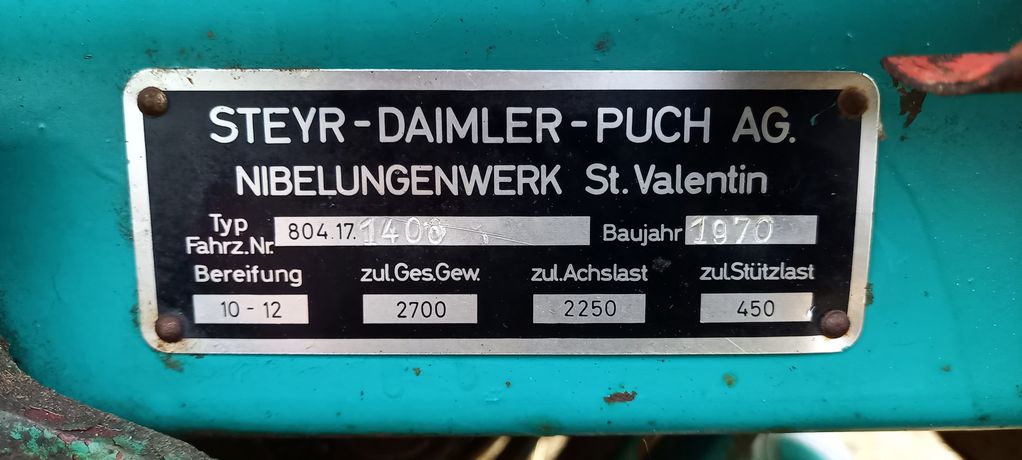 STEYR-DAIMLER-PUCH AG.
NIBELUNGENWERK St. Valentin
Typ
Fahrz.Nr. 804.17. 1400 Baujahr 1970
Bereifung zul.Ges.Gew. zul.Achslast zul.Stützlast
10-12 2700 2250 450